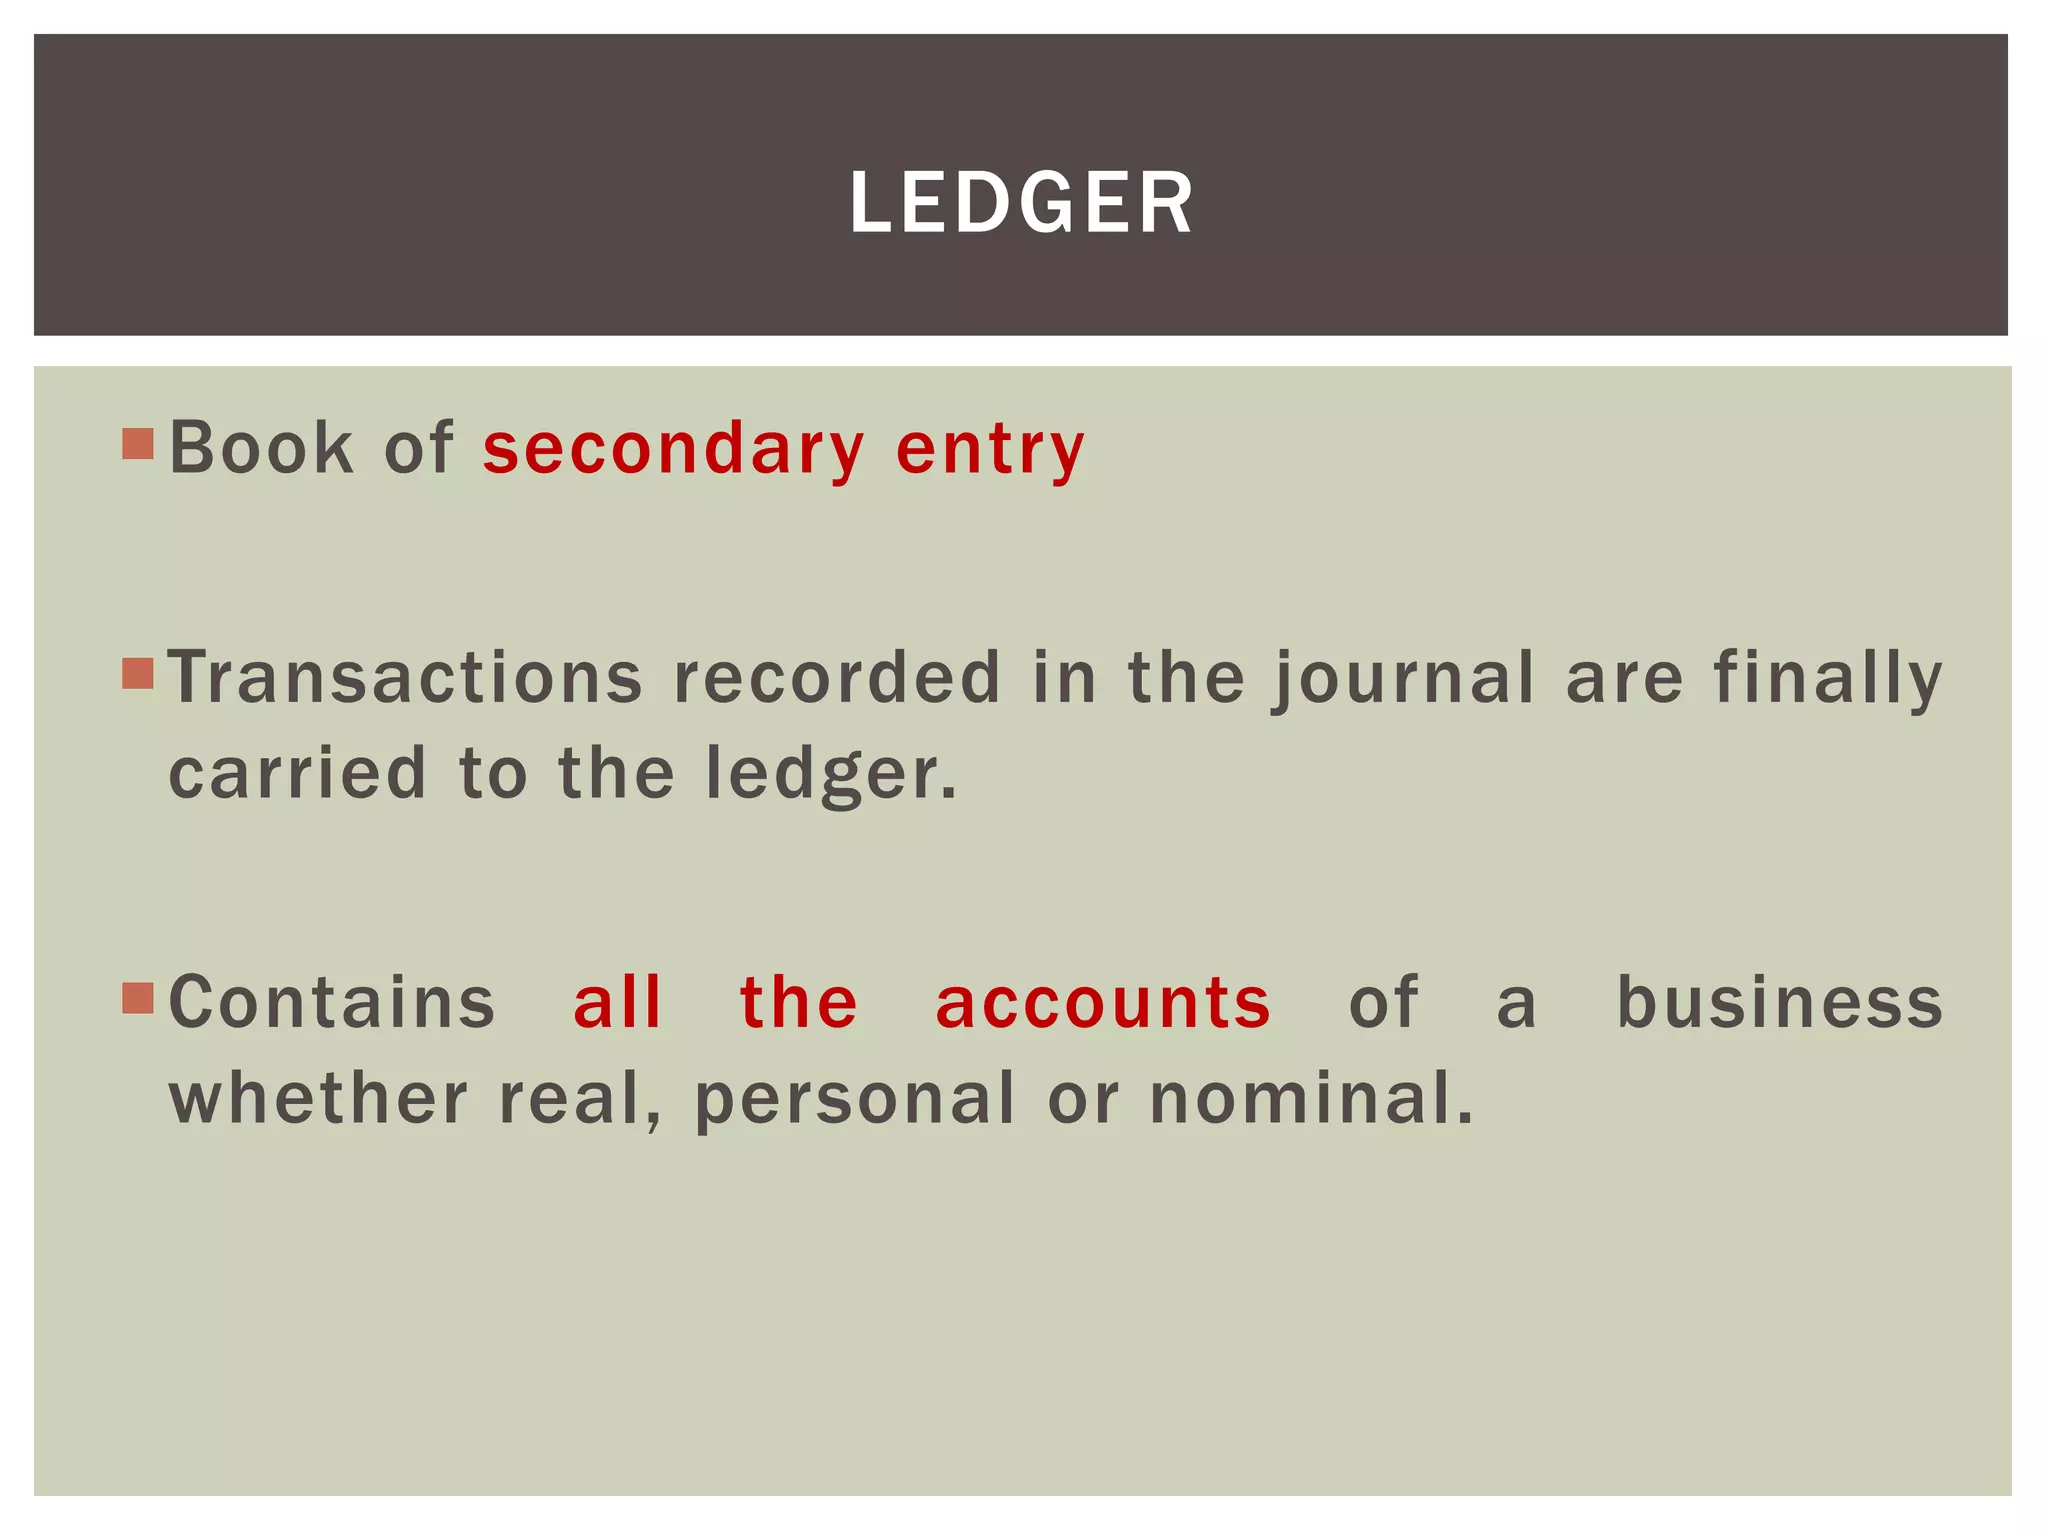 LEDGER
Book of secondary entry
Transactions recorded in the journal are finally
carried to the ledger.
Contains all the accounts of a business
whether real, personal or nominal.